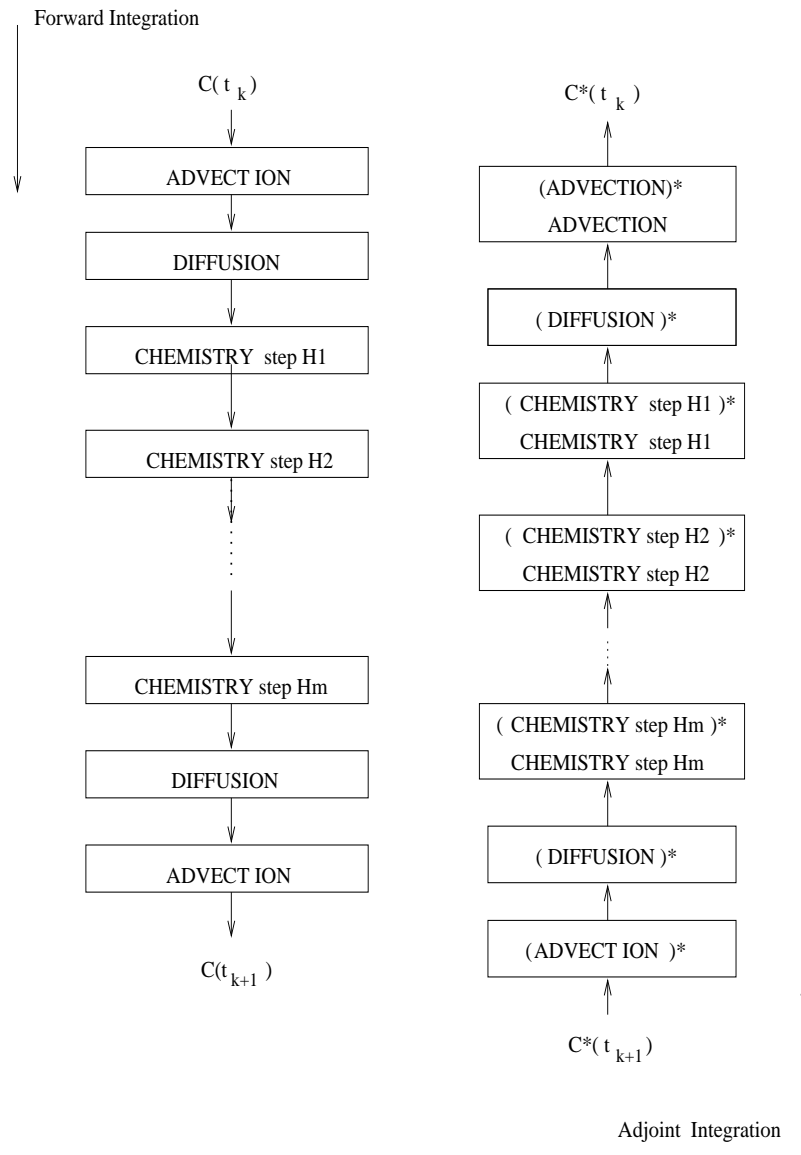 Forward Integration
C( t k )
ADVECT ION
DIFFUSION
CHEMISTRY step H1
CHEMISTRY step H2
CHEMISTRY step Hm
DIFFUSION
ADVECT ION
C(t k+1 )
C*( t k )
(ADVECTION)*
ADVECTION
( DIFFUSION )*
( CHEMISTRY step H1 )*
CHEMISTRY step H1
( CHEMISTRY step H2 )*
CHEMISTRY step H2
( CHEMISTRY step Hm )*
CHEMISTRY step Hm
( DIFFUSION )*
(ADVECT ION )*
C*( t k+1 )
Adjoint Integration